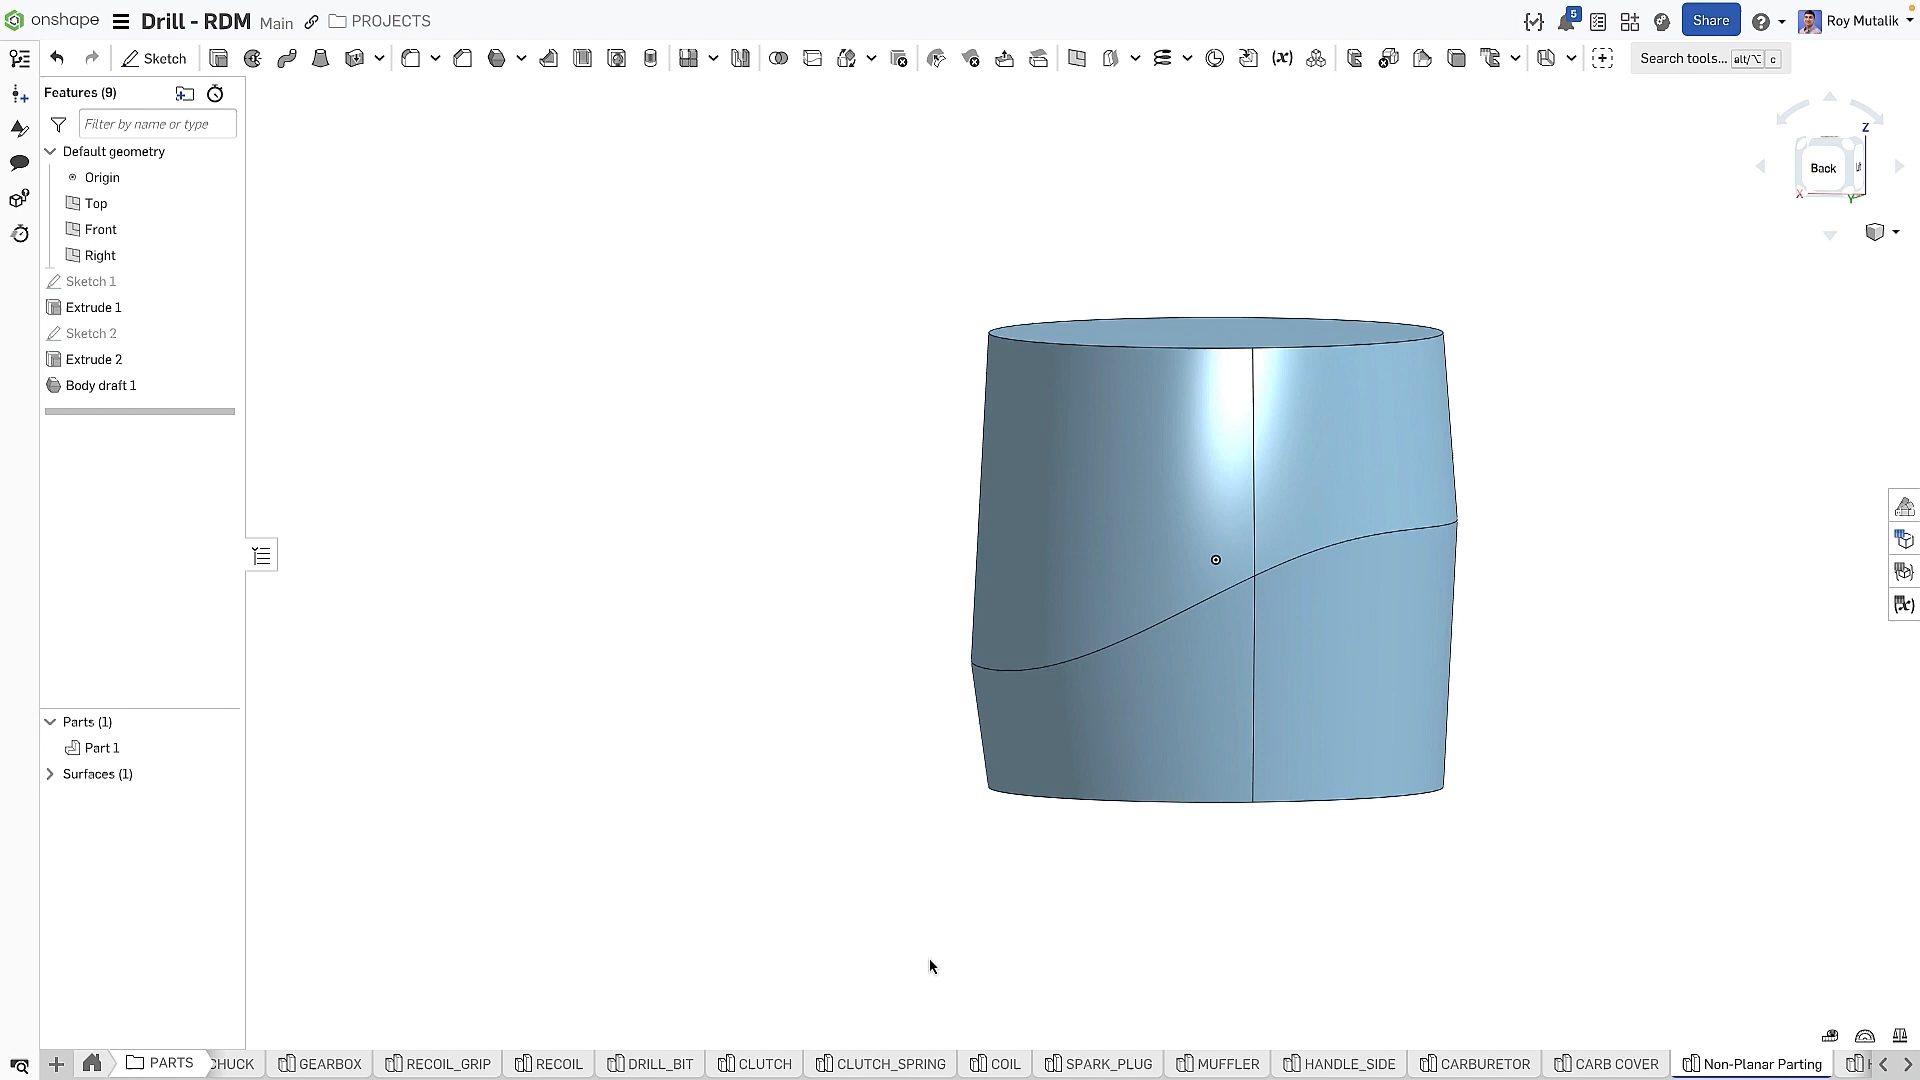 onshape Drill - RDM Main PROJECTS 5 Share Roy Mutalik
Sketch Search tools... alt/⌥ c
Features (9)
Filter by name or type
Default geometry
Origin
Top
Front
Right
Sketch 1
Extrude 1
Sketch 2
Extrude 2
Body draft 1
Parts (1)
Part 1
Surfaces (1)
Z
Back
X
Y
PARTS CHUCK GEARBOX RECOIL_GRIP RECOIL DRILL_BIT CLUTCH CLUTCH_SPRING COIL SPARK_PLUG MUFFLER HANDLE_SIDE CARBURETOR CARB COVER Non-Planar Parting